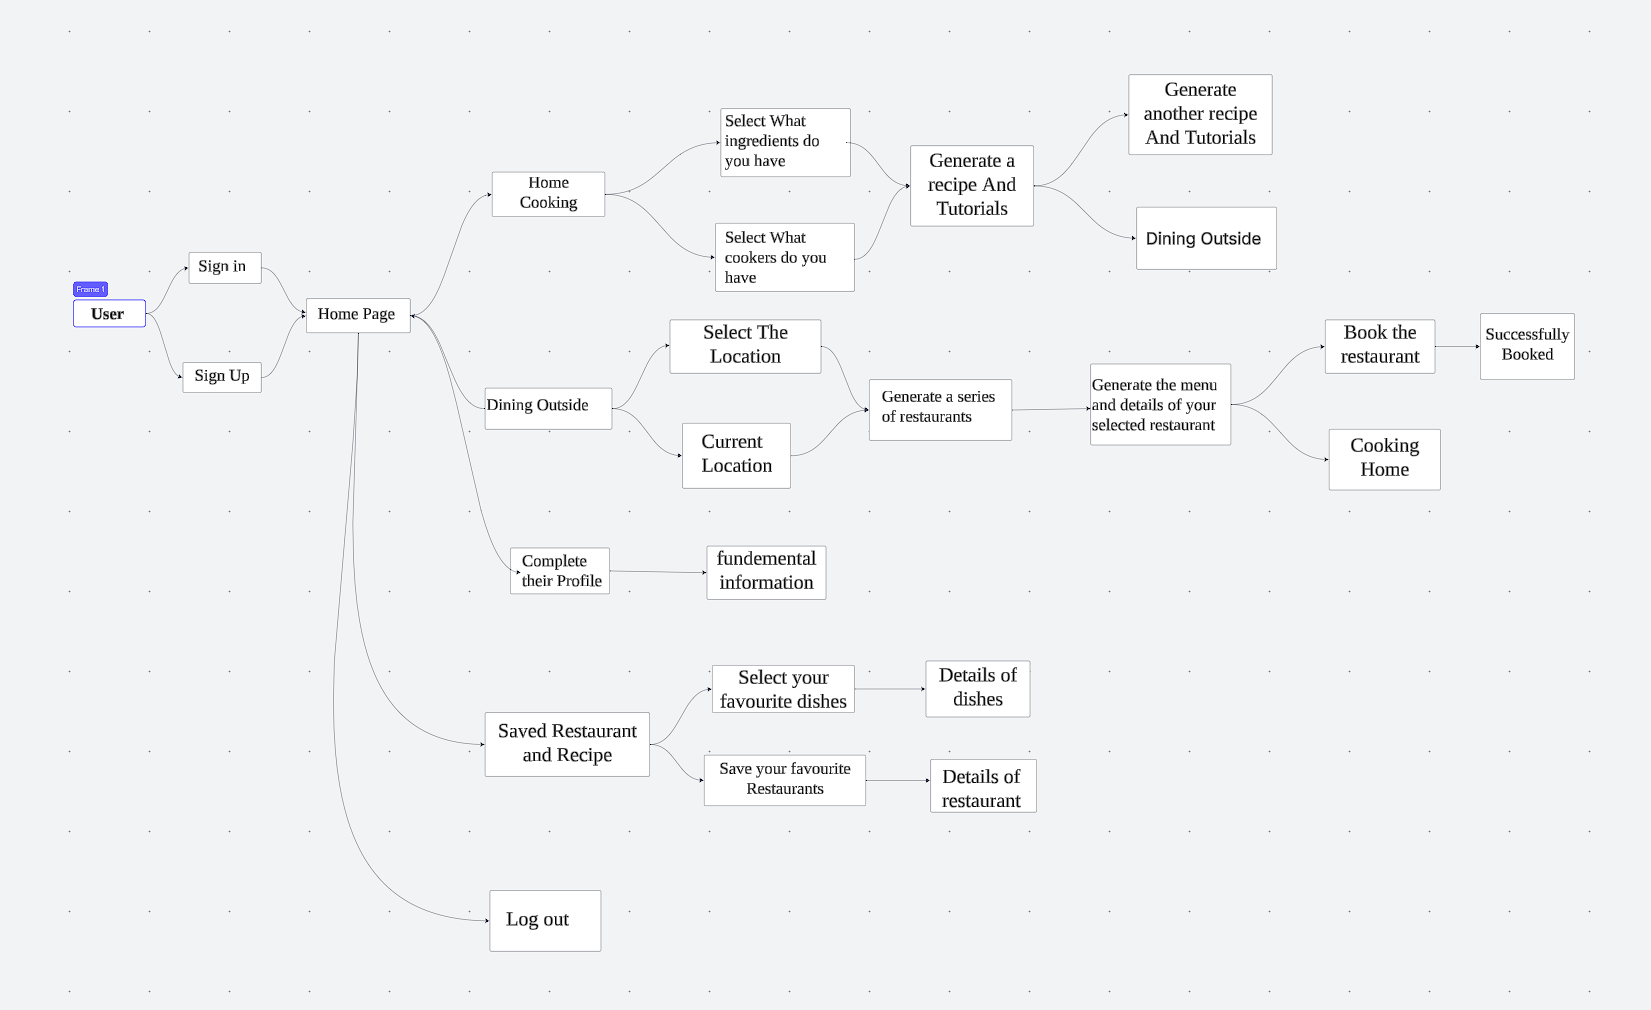 Frame 1
User
Sign in
Sign Up
Home Page
Home
Cooking
Select What
ingredients do
you have
Select What
cookers do you
have
Generate a
recipe And
Tutorials
Generate
another recipe
And Tutorials
Dining Outside
Dining Outside
Select The
Location
Current
Location
Generate a series
of restaurants
Generate the menu
and details of your
selected restaurant
Book the
restaurant
Successfully
Booked
Cooking
Home
Complete
their Profile
fundemental
information
Saved Restaurant
and Recipe
Select your
favourite dishes
Details of
dishes
Save your favourite
Restaurants
Details of
restaurant
Log out